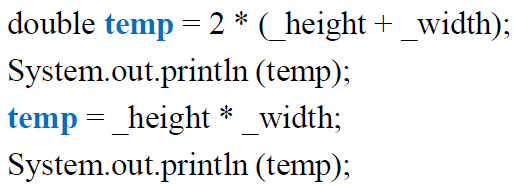 double temp = 2 * (_height + _width);
System.out.println (temp);
temp = _height * _width;
System.out.println (temp);